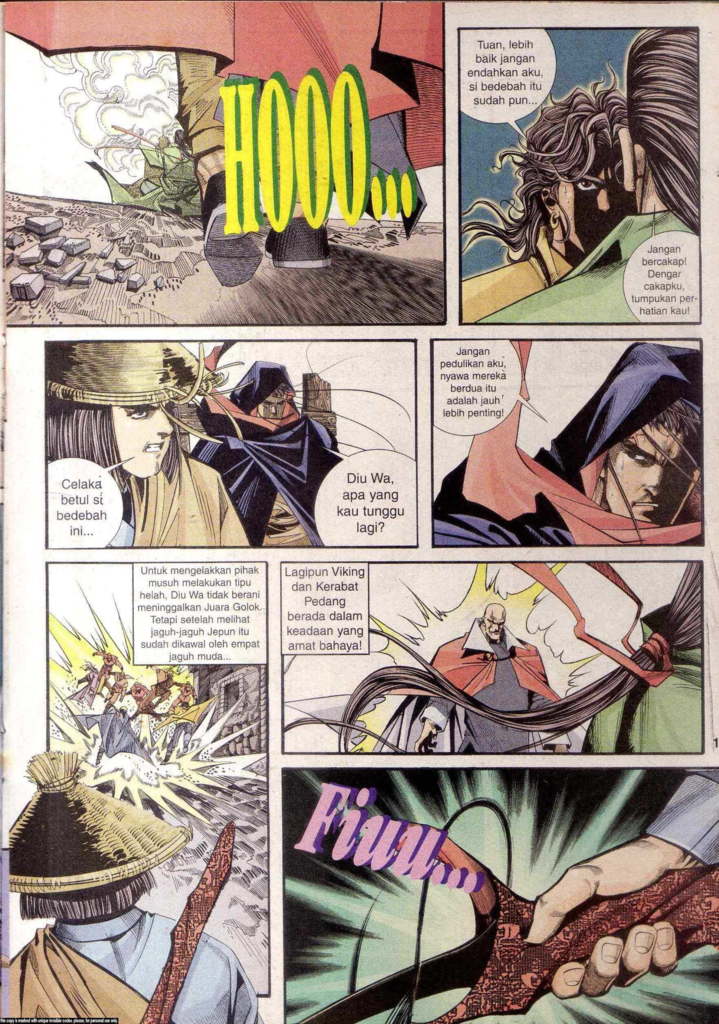 HOOO...
Tuan, lebih
baik jangan
endahkan aku,
si bedebah itu
sudah pun...
Jangan
bercakap!
Dengar
cakapku,
tumpukan per-
hatian kau!
Celaka
betul si
bedebah
ini...
Diu Wa,
apa yang
kau tunggu
lagi?
Jangan
pedulikan aku,
nyawa mereka
berdua itu
adalah jauh
lebih penting!
Untuk mengelakkan pihak
musuh melakukan tipu
helah, Diu Wa tidak berani
meninggalkan Juara Golok.
Tetapi setelah melihat
jaguh-jaguh Jepun itu
sudah dikawal oleh empat
jaguh muda...
Lagipun Viking
dan Kerabat
Pedang
berada dalam
keadaan yang
amat bahaya!
Fiuu...